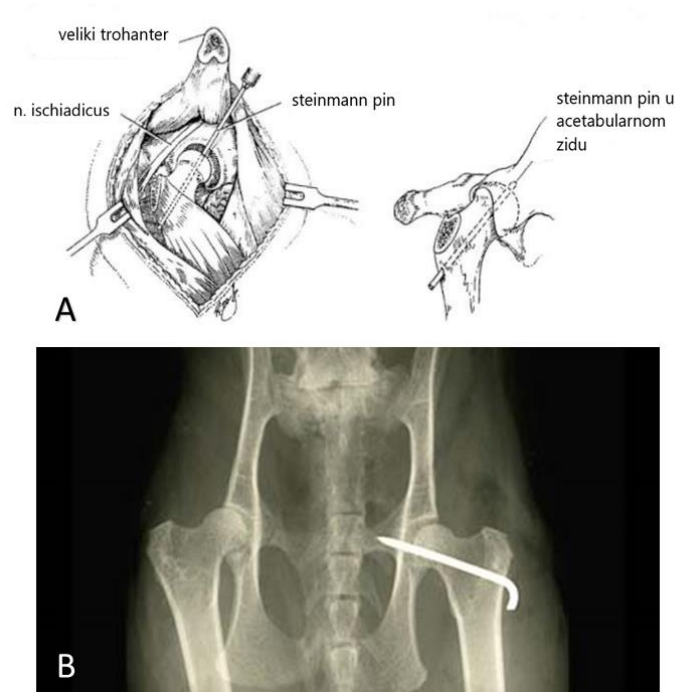 veliki trohanter
n. ischiadicus
steinmann pin
steinmann pin u
acetabularnom
zidu
A
B